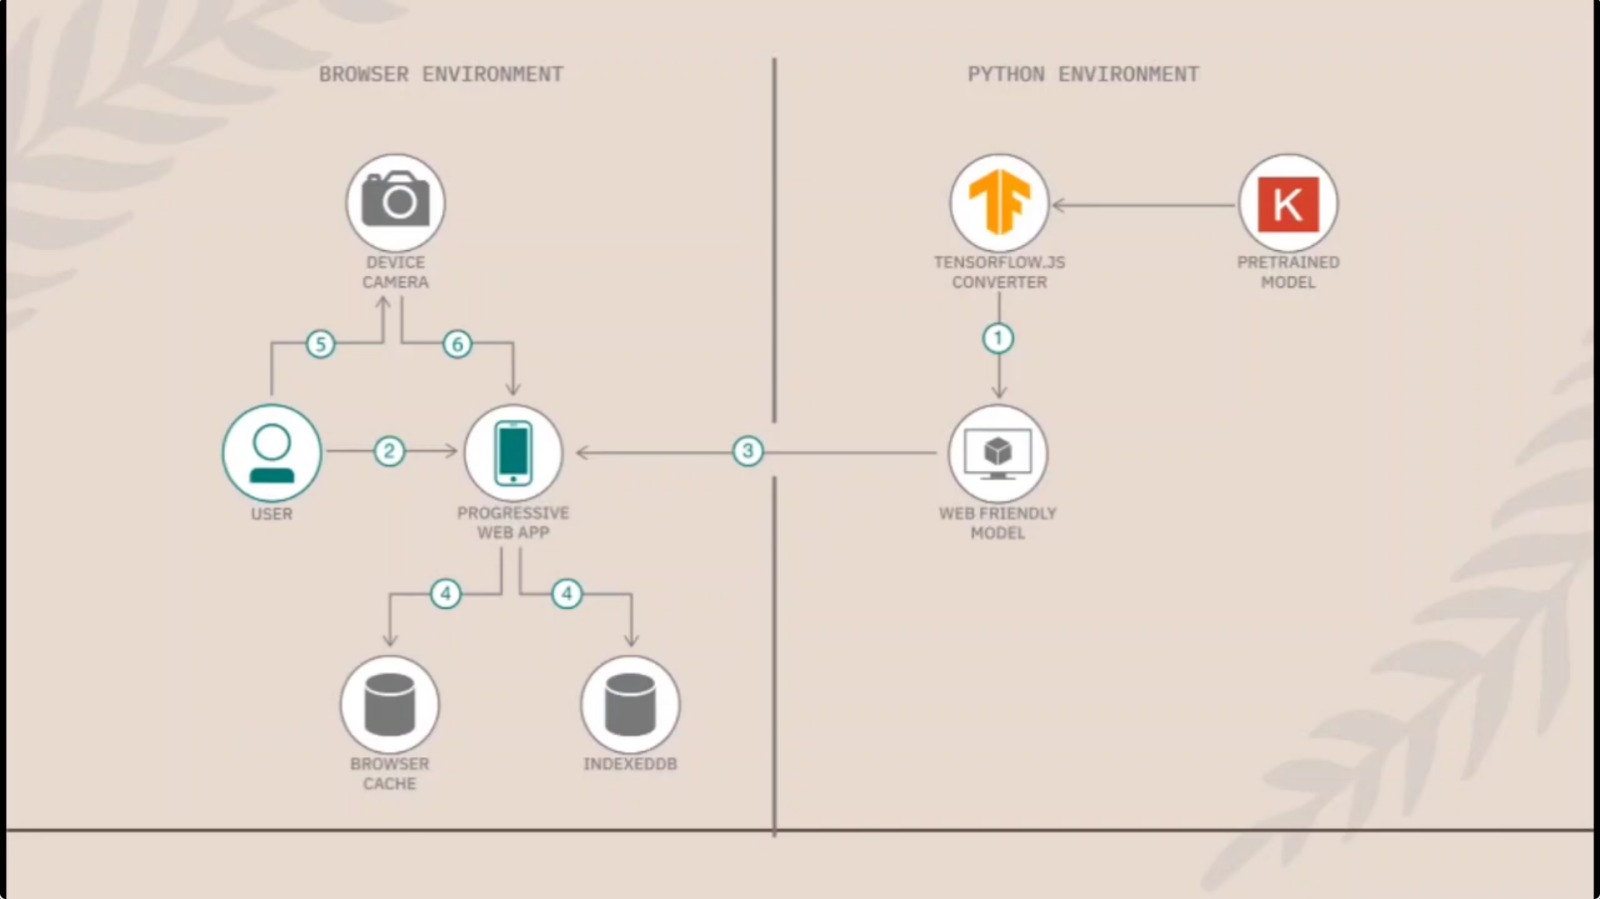 BROWSER ENVIRONMENT
PYTHON ENVIRONMENT
DEVICE
CAMERA
TENSORFLOW.JS
CONVERTER
K
PRETRAINED
MODEL
5
6
1
2
3
USER
PROGRESSIVE
WEB APP
WEB FRIENDLY
MODEL
4
4
BROWSER
CACHE
INDEXEDDB